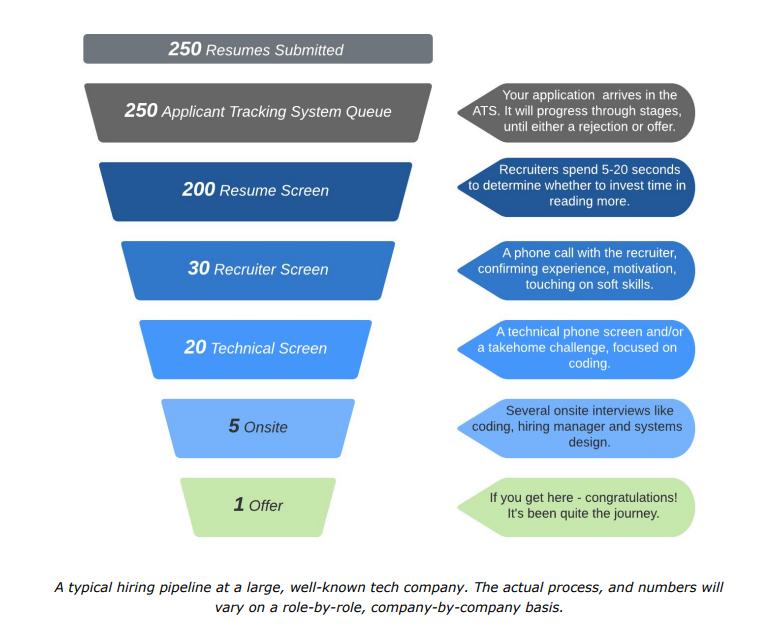 250 Resumes Submitted
250 Applicant Tracking System Queue
Your application arrives in the
ATS. It will progress through stages,
until either a rejection or offer.
200 Resume Screen
Recruiters spend 5-20 seconds
to determine whether to invest time in
reading more.
30 Recruiter Screen
A phone call with the recruiter,
confirming experience, motivation,
touching on soft skills.
20 Technical Screen
A technical phone screen and/or
a takehome challenge, focused on
coding.
5 Onsite
Several onsite interviews like
coding, hiring manager and systems
design.
1 Offer
If you get here - congratulations!
It's been quite the journey.
A typical hiring pipeline at a large, well-known tech company. The actual process, and numbers will
vary on a role-by-role, company-by-company basis.